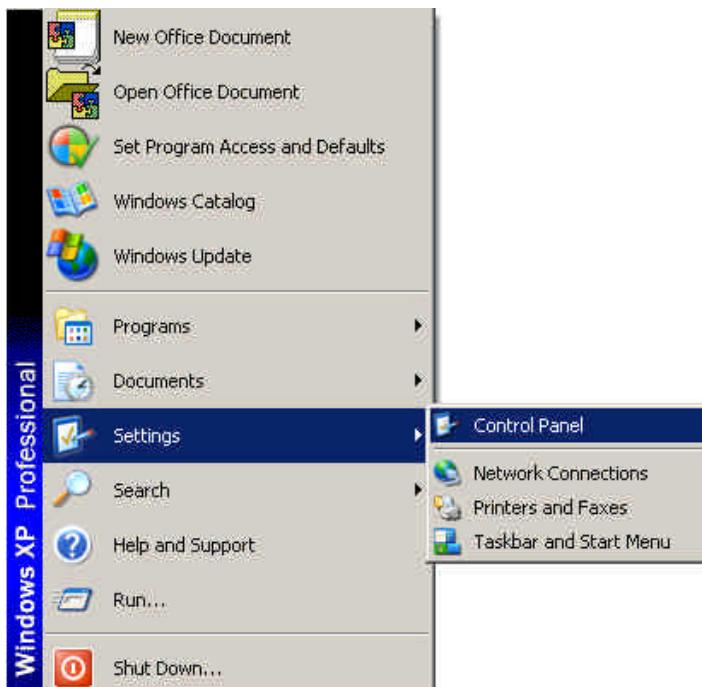 New Office Document
Open Office Document
Set Program Access and Defaults
Windows Catalog
Windows Update
Programs
Documents
Settings
Search
Help and Support
Run...
Shut Down...
Control Panel
Network Connections
Printers and Faxes
Taskbar and Start Menu
Windows XP Professional